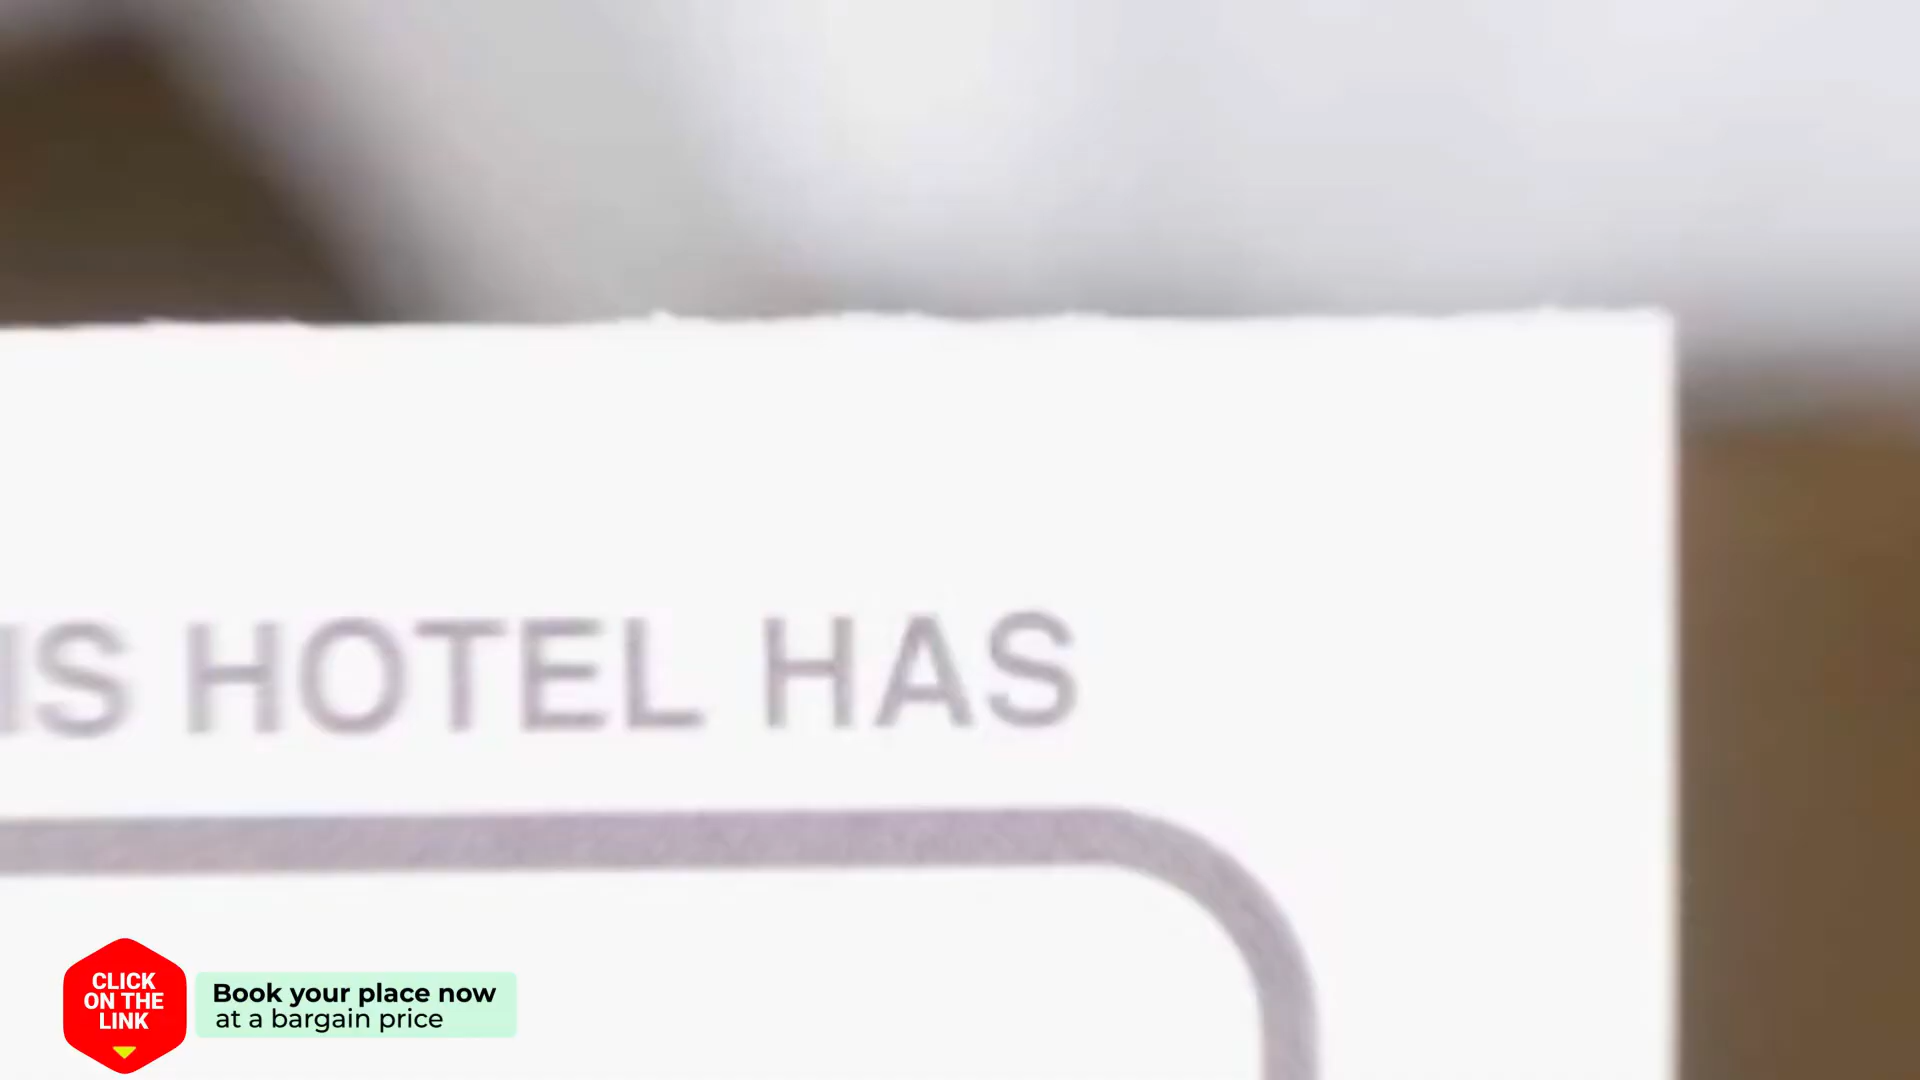 IS HOTEL HAS
CLICK
ON THE
LINK
Book your place now
at a bargain price